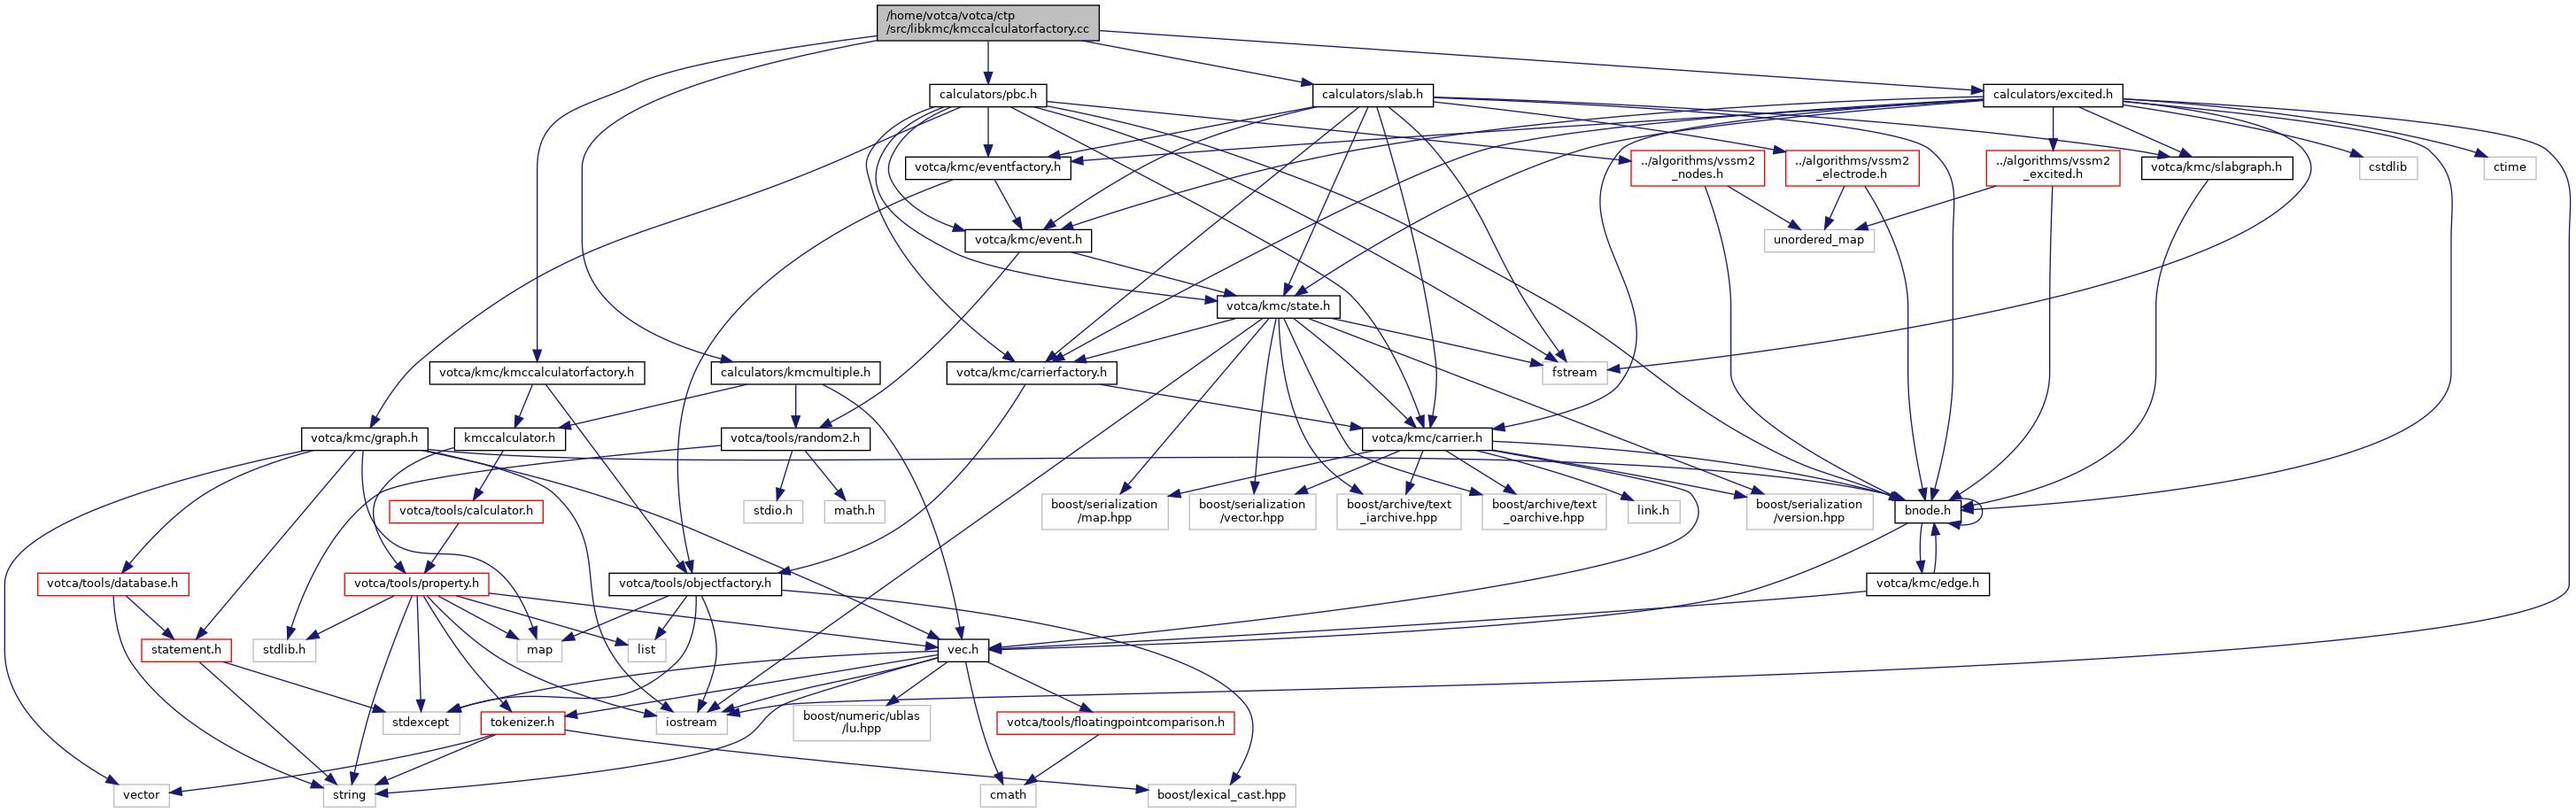 /home/votca/votca/ctp
/src/libkmc/kmccalculatorfactory.cc
calculators/pbc.h
calculators/slab.h
calculators/excited.h
votca/kmc/eventfactory.h
../algorithms/vssm2
_nodes.h
../algorithms/vssm2
_electrode.h
../algorithms/vssm2
_excited.h
votca/kmc/slabgraph.h
cstdlib
ctime
votca/kmc/event.h
unordered_map
votca/kmc/state.h
votca/kmc/kmccalculatorfactory.h
calculators/kmcmultiple.h
votca/kmc/carrierfactory.h
fstream
votca/kmc/graph.h
kmccalculator.h
votca/tools/random2.h
votca/kmc/carrier.h
votca/tools/calculator.h
stdio.h
math.h
boost/serialization
/map.hpp
boost/serialization
/vector.hpp
boost/archive/text
_iarchive.hpp
boost/archive/text
_oarchive.hpp
link.h
boost/serialization
/version.hpp
bnode.h
votca/tools/database.h
votca/tools/property.h
votca/tools/objectfactory.h
votca/kmc/edge.h
statement.h
stdlib.h
map
list
vec.h
stdexcept
tokenizer.h
iostream
boost/numeric/ublas
/lu.hpp
votca/tools/floatingpointcomparison.h
vector
string
cmath
boost/lexical_cast.hpp